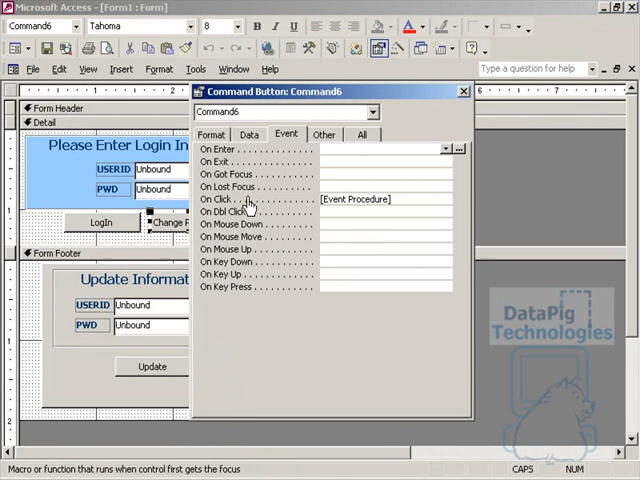 Microsoft Access - [Form1 : Form]
Command6 Tahoma 8 B I U
File Edit View Insert Format Tools Window Help Type a question for help
1 6 7
Form Header
Detail
Please Enter Login In
USERID Unbound
PWD Unbound
LogIn Change P
Form Footer
Update Informat
USERID Unbound
PWD Unbound
Update
Command Button: Command6
Command6
Format Data Event Other All
On Enter
On Exit
On Got Focus
On Lost Focus
On Click [Event Procedure]
On Dbl Click
On Mouse Down
On Mouse Move
On Mouse Up
On Key Down
On Key Up
On Key Press
DataPig
Technologies
Macro or function that runs when control first gets the focus CAPS NUM